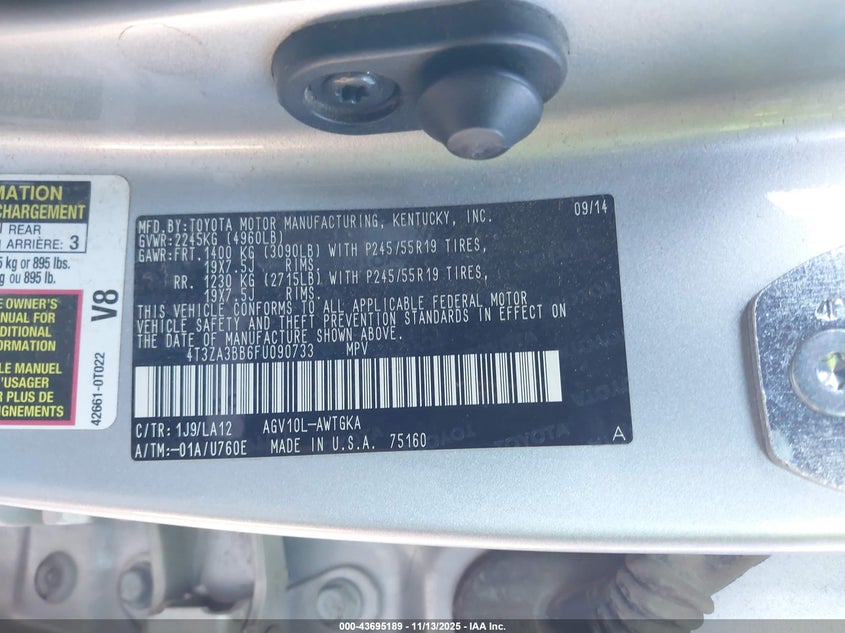 MATION
CHARGEMENT
REAR
N ARRIÈRE: 3
kg or 895 lbs.
kg ou 895 lb.
E OWNER'S
MANUAL FOR
DITIONAL
ORMATION
LE MANUEL
'USAGER
R PLUS DE
EIGNEMENTS
V8
42661-0T022
MFD.BY:TOYOTA MOTOR MANUFACTURING, KENTUCKY, INC. 09/14
GVWR:2245KG (4960LB)
GAWR:FRT.1400 KG (3090LB) WITH P245/55R19 TIRES,
19X7.5J RIMS.
RR. 1230 KG (2715LB) WITH P245/55R19 TIRES,
19X7.5J RIMS.
THIS VEHICLE CONFORMS TO ALL APPLICABLE FEDERAL MOTOR
VEHICLE SAFETY AND THEFT PREVENTION STANDARDS IN EFFECT ON
THE DATE OF MANUFACTURE SHOWN ABOVE.
4T3ZA3BB6FU090733 MPV
C/TR: 1J9/LA12 AGV10L-AWTGKA
A/TM:-01A/U760E MADE IN U.S.A. 75160 A
000-43695189 - 11/13/2025 - IAA Inc.